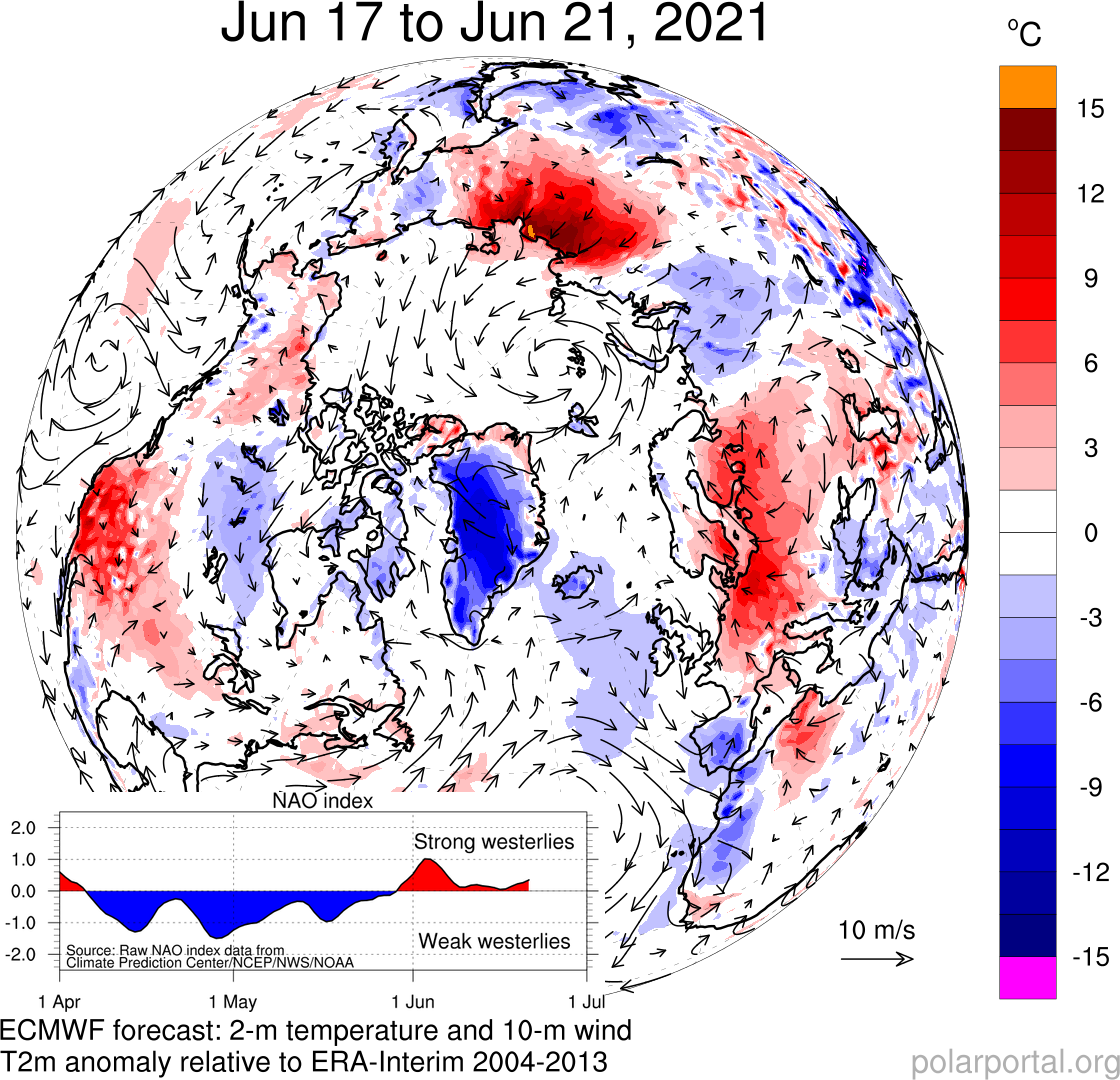 Jun 17 to Jun 21, 2021
oC
15
12
9
6
3
0
-3
-6
-9
-12
-15
10 m/s
NAO index
2.0
1.0
0.0
-1.0
-2.0
Strong westerlies
Weak westerlies
Source: Raw NAO index data from
Climate Prediction Center/NCEP/NWS/NOAA
1 Apr
1 May
1 Jun
1 Jul
ECMWF forecast: 2-m temperature and 10-m wind
T2m anomaly relative to ERA-Interim 2004-2013
polarportal.org